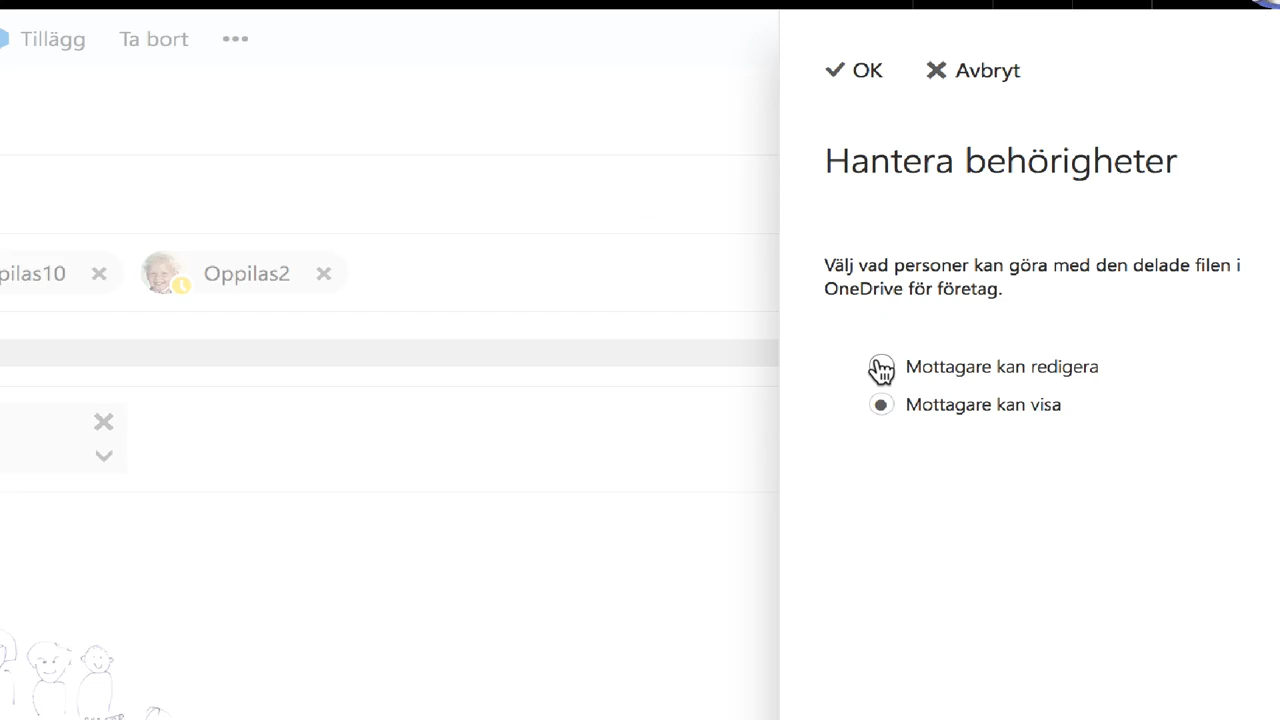 Tillägg Ta bort •••
OK Avbryt
Hantera behörigheter
pilas10 Oppilas2
Välj vad personer kan göra med den delade filen i
OneDrive för företag.
Mottagare kan redigera
Mottagare kan visa